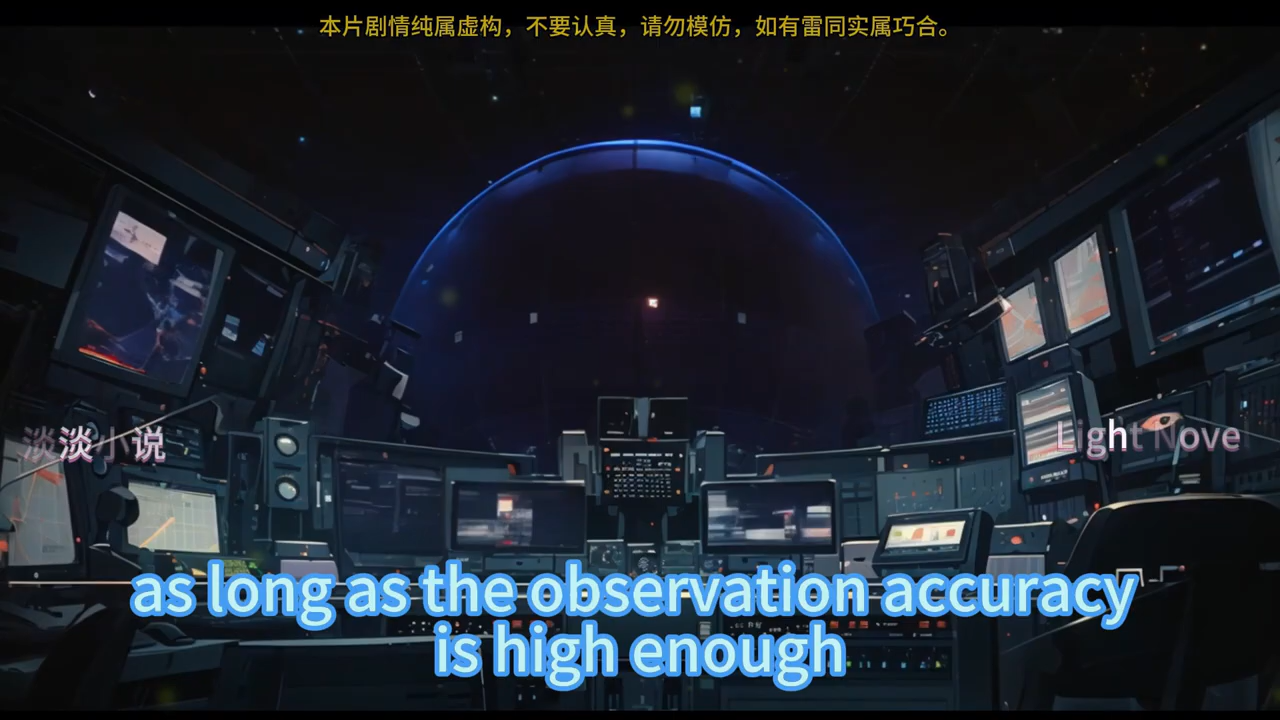 本片剧情纯属虚构，不要认真，请勿模仿，如有雷同实属巧合。
淡淡小说
Light Nove
as long as the observation accuracy
is high enough